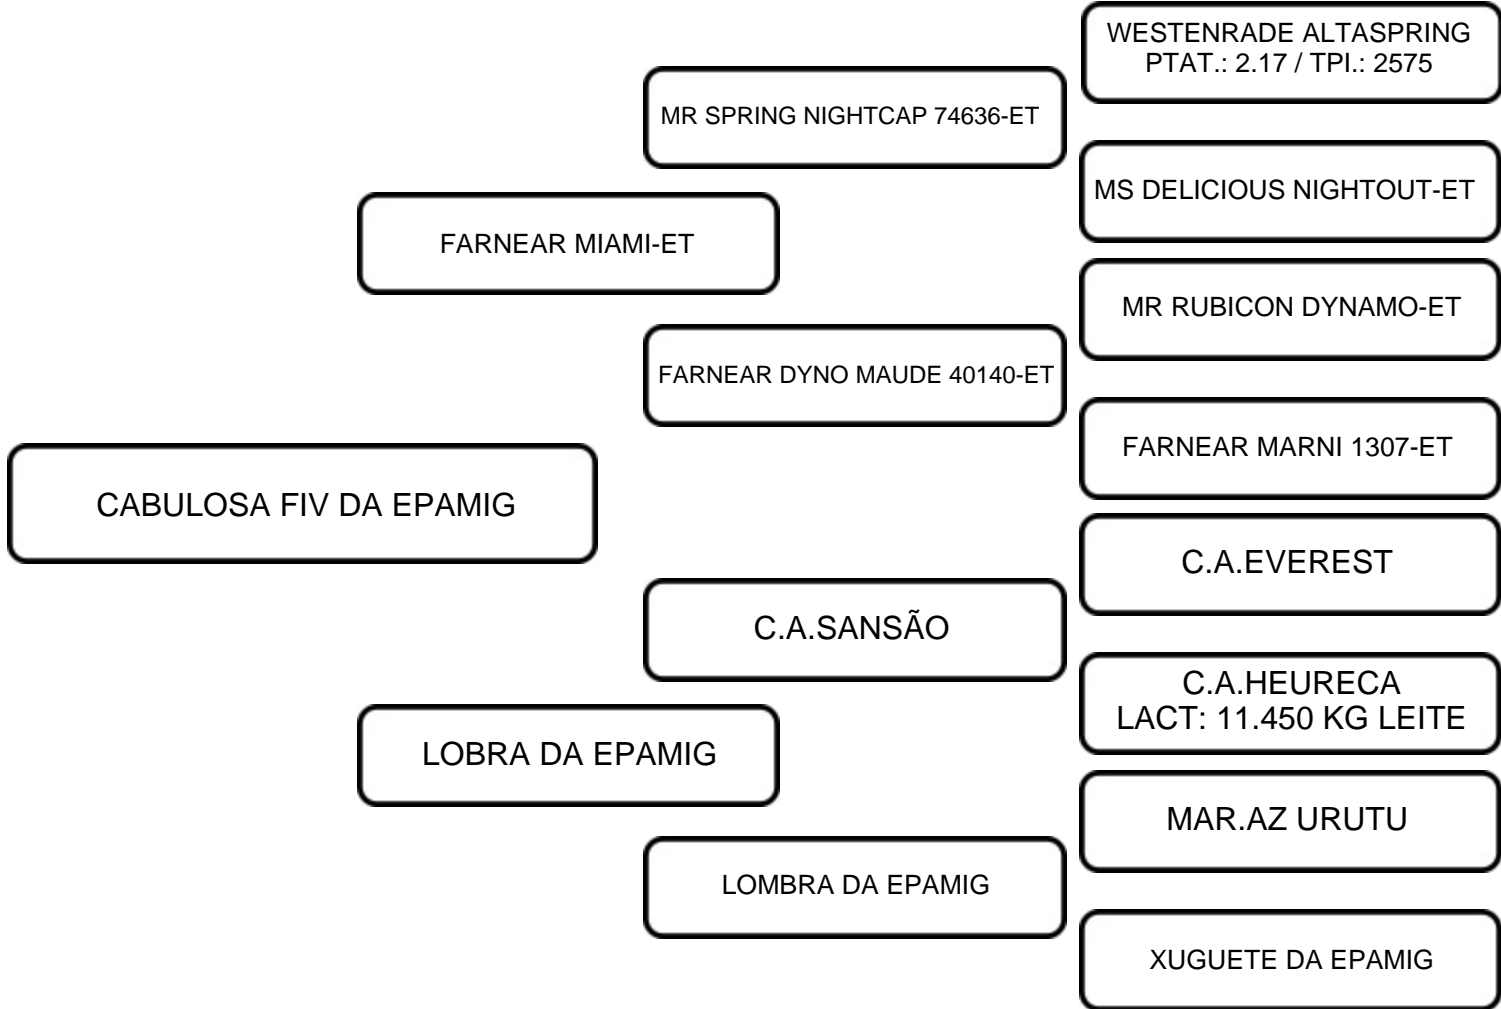 WESTENRADE ALTASPRING
PTAT.: 2.17 / TPI.: 2575
MR SPRING NIGHTCAP 74636-ET
MS DELICIOUS NIGHTOUT-ET
FARNEAR MIAMI-ET
MR RUBICON DYNAMO-ET
FARNEAR DYNO MAUDE 40140-ET
FARNEAR MARNI 1307-ET
CABULOSA FIV DA EPAMIG
C.A.EVEREST
C.A.SANSÃO
C.A.HEURECA
LACT: 11.450 KG LEITE
LOBRA DA EPAMIG
MAR.AZ URUTU
LOMBRA DA EPAMIG
XUGUETE DA EPAMIG